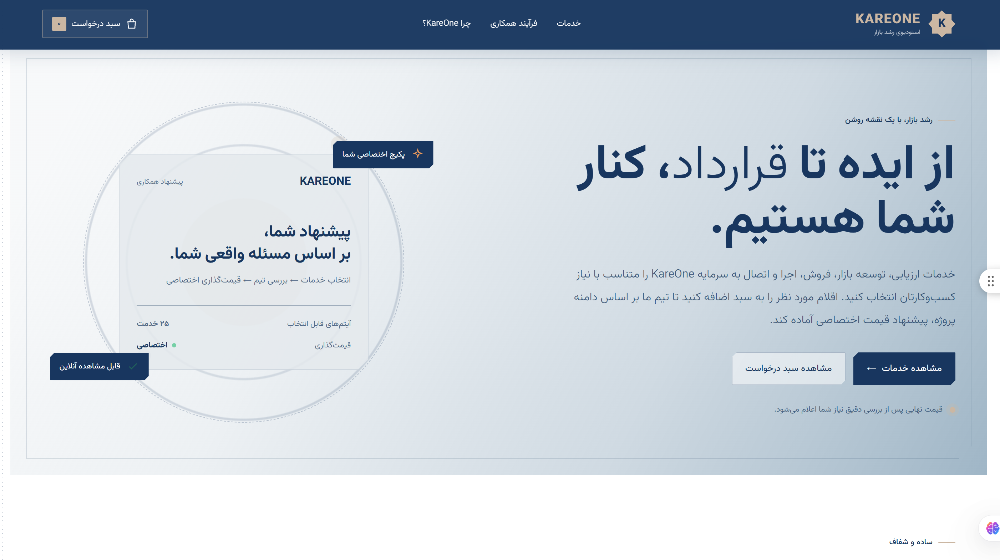 K
KAREONE
استودیوی رشد بازار
خدمات
فرآیند همکاری
چرا KareOne؟
سبد درخواست
۰
رشد بازار، با یک نقشه روشن
از ایده تا قرارداد، کنار
شما هستیم.
خدمات ارزیابی، توسعه بازار، فروش، اجرا و اتصال به سرمایه KareOne را متناسب با نیاز
کسب‌وکارتان انتخاب کنید. اقلام مورد نظر را به سبد اضافه کنید تا تیم ما بر اساس دامنه
پروژه، پیشنهاد قیمت اختصاصی آماده کند.
مشاهده خدمات ←
مشاهده سبد درخواست
قیمت نهایی پس از بررسی دقیق نیاز شما اعلام می‌شود.
پکیج اختصاصی شما
KAREONE
پیشنهاد همکاری
پیشنهاد شما،
بر اساس مسئله واقعی شما.
انتخاب خدمات ← بررسی تیم ← قیمت‌گذاری اختصاصی
آیتم‌های قابل انتخاب
۲۵ خدمت
قیمت‌گذاری
اختصاصی
قابل مشاهده آنلاین
ساده و شفاف